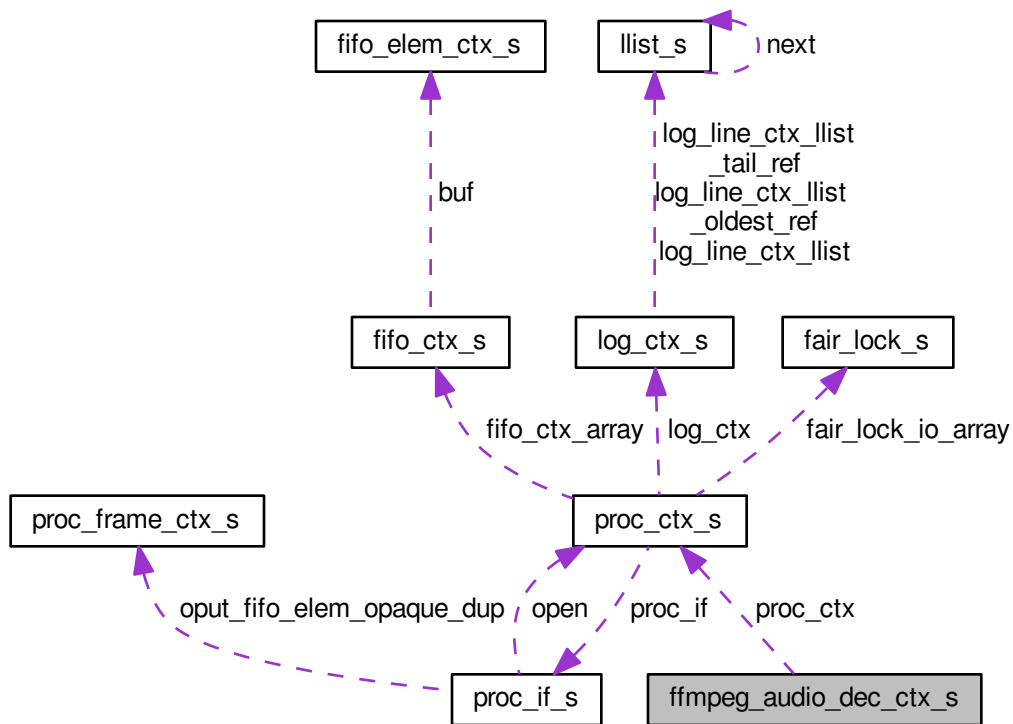 fifo_elem_ctx_s
llist_s
next
log_line_ctx_llist
_tail_ref
buf
log_line_ctx_llist
_oldest_ref
log_line_ctx_llist
fifo_ctx_s
log_ctx_s
fair_lock_s
fifo_ctx_array
log_ctx
fair_lock_io_array
proc_frame_ctx_s
proc_ctx_s
oput_fifo_elem_opaque_dup
open
proc_if
proc_ctx
proc_if_s
ffmpeg_audio_dec_ctx_s